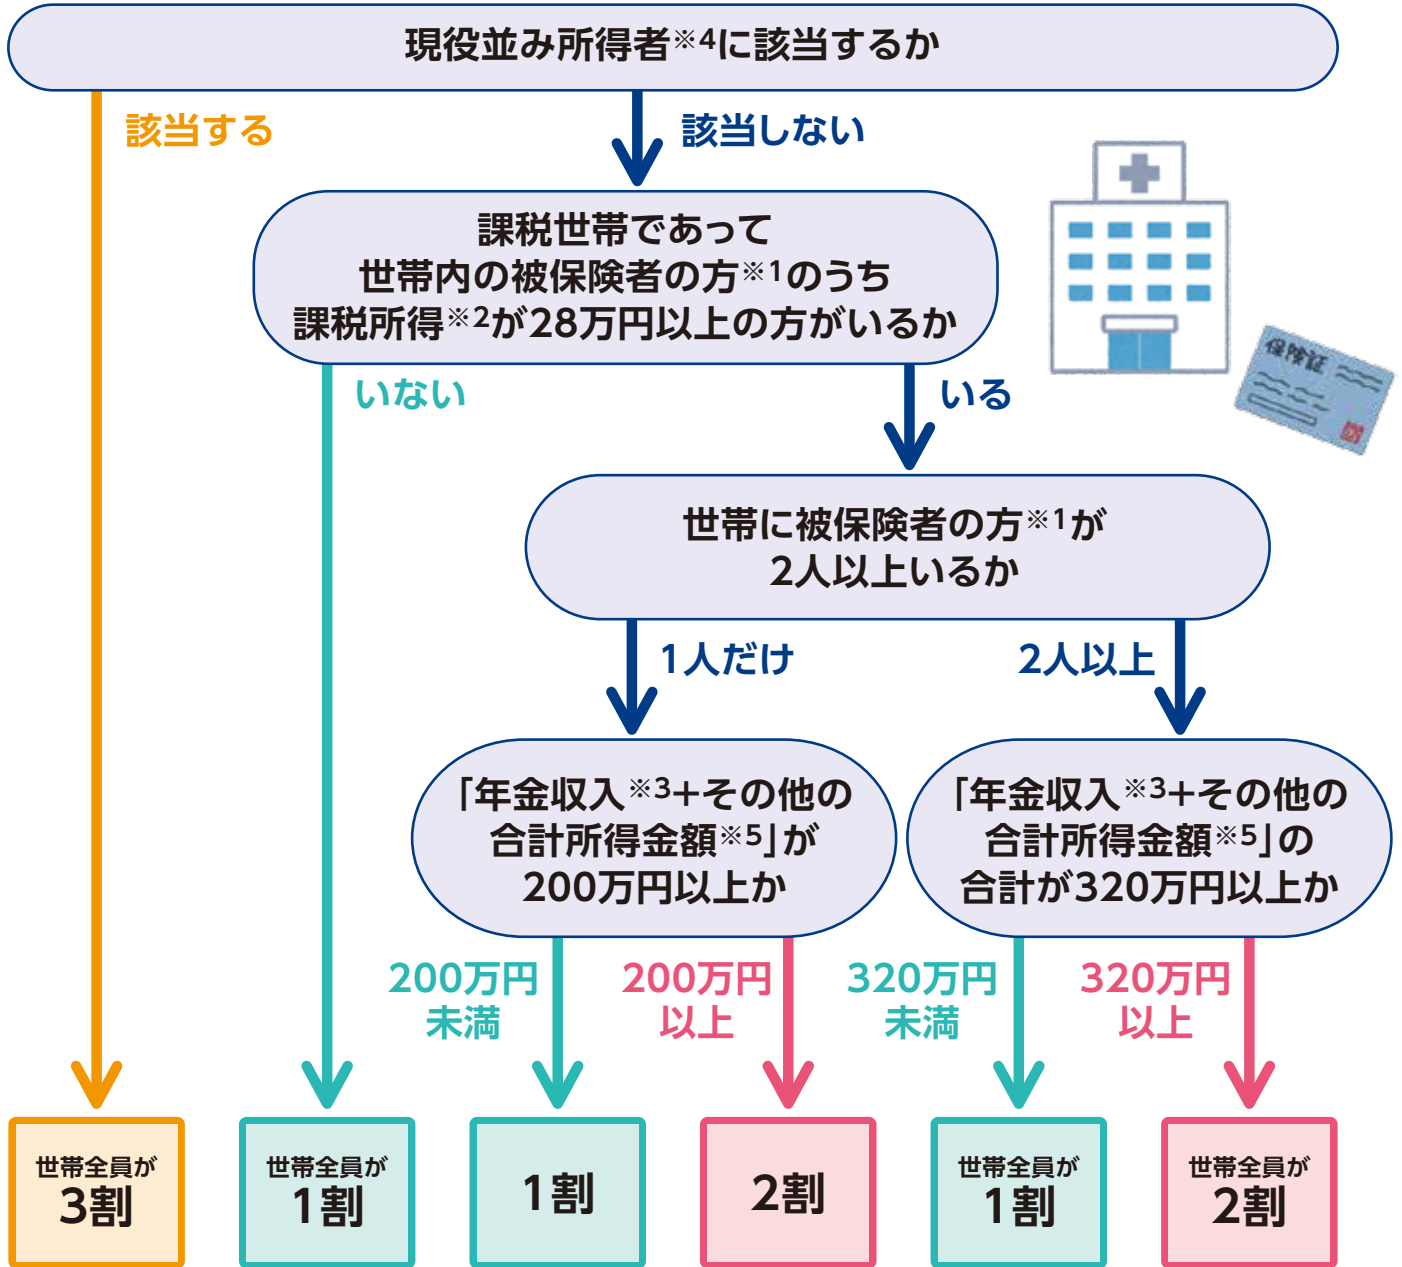 現役並み所得者※4に該当するか
該当する
該当しない
課税世帯であって
世帯内の被保険者の方※1のうち
課税所得※2が28万円以上の方がいるか
保険証
いない
いる
世帯に被保険者の方※1が
2人以上いるか
1人だけ
2人以上
「年金収入※3+その他の
合計所得金額※5」が
200万円以上か
「年金収入※3+その他の
合計所得金額※5」の
合計が320万円以上か
200万円
未満
200万円
以上
320万円
未満
320万円
以上
世帯全員が
3割
世帯全員が
1割
1割
2割
世帯全員が
1割
世帯全員が
2割